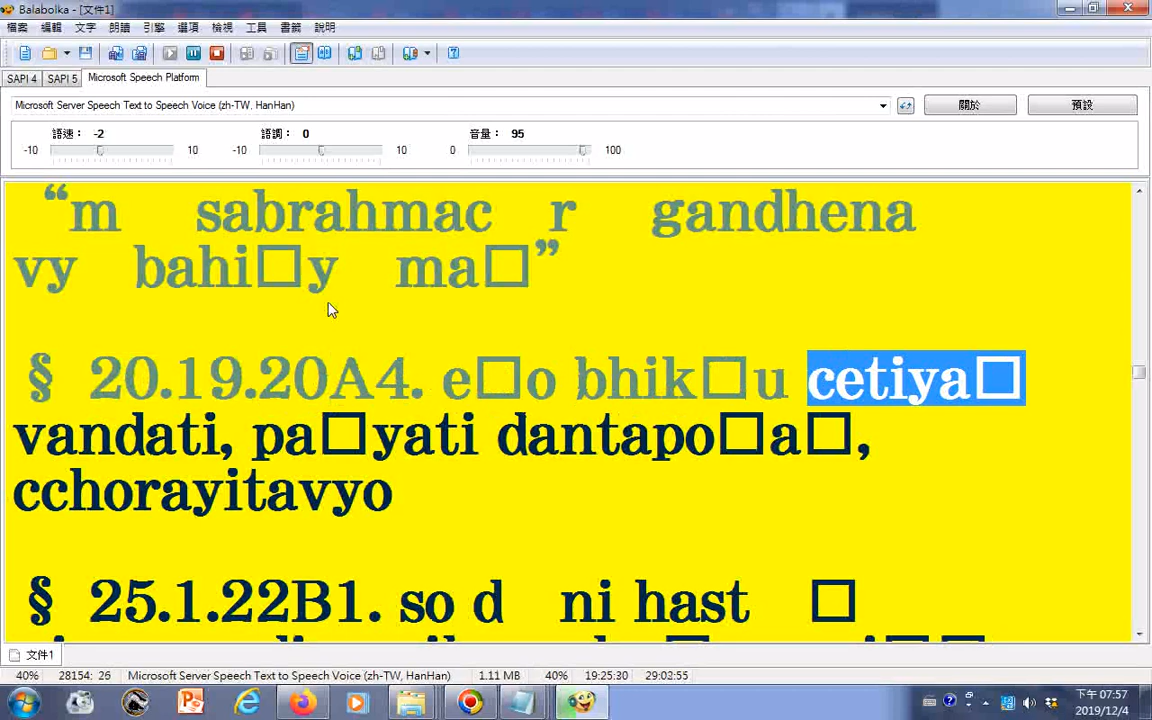 Balabolka - [文件1]
檔案 編輯 文字 朗讀 引擎 選項 檢視 工具 書籤 說明
SAPI 4 SAPI 5 Microsoft Speech Platform
Microsoft Server Speech Text to Speech Voice (zh-TW, HanHan)
關於 預設
語速： -2 語調： 0 音量： 95
-10 10 -10 10 0 100
“m sabrahmac r gandhena
vy bahi□y ma□”
§ 20.19.20A4. e□o bhik□u cetiya□
vandati, pa□yati dantapo□a□,
cchorayitavyo
§ 25.1.22B1. so d ni hast □
文件1
40% 28154: 26 Microsoft Server Speech Text to Speech Voice (zh-TW, HanHan) 1.11 MB 40% 19:25:30 29:02:55
下午 07:57
2019/12/4